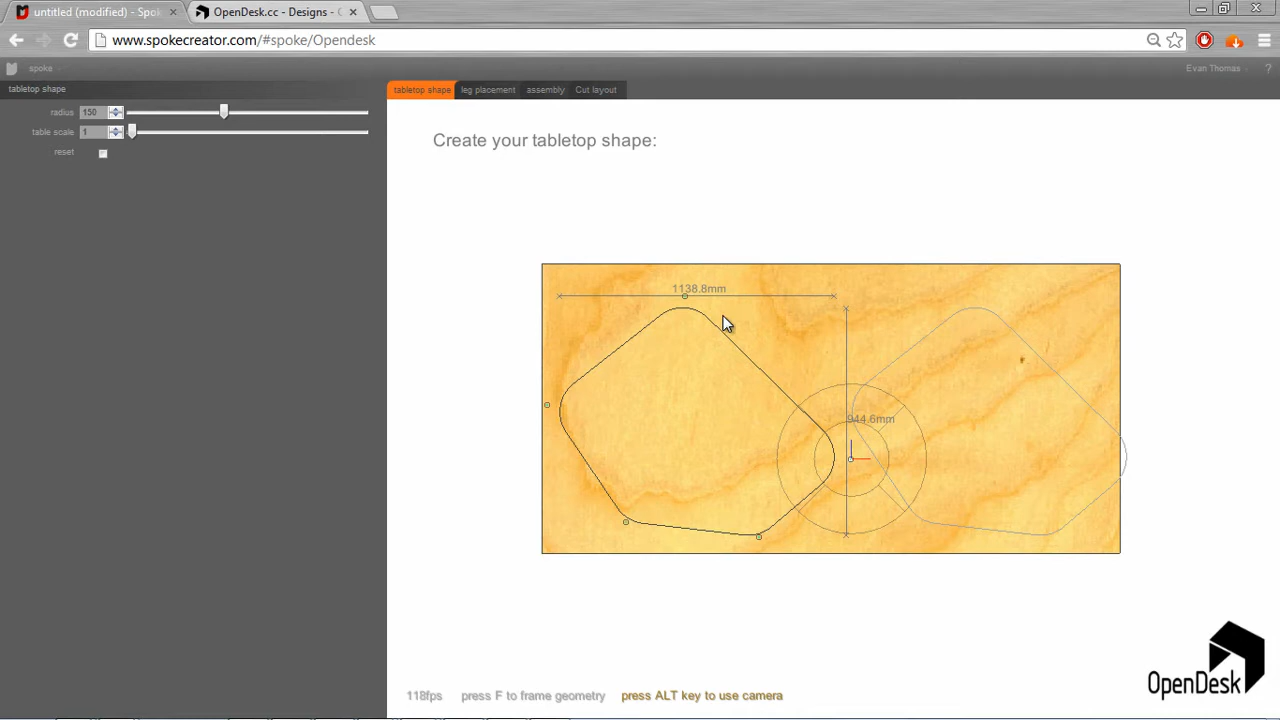 untitled (modified) - Spok
OpenDesk.cc - Designs - C
www.spokecreator.com/#spoke/Opendesk
spoke
Evan Thomas
?
tabletop shape
radius 150
table scale 1
reset
tabletop shape
leg placement
assembly
Cut layout
Create your tabletop shape:
1138.8mm
944.6mm
118fps
press F to frame geometry
press ALT key to use camera
OpenDesk